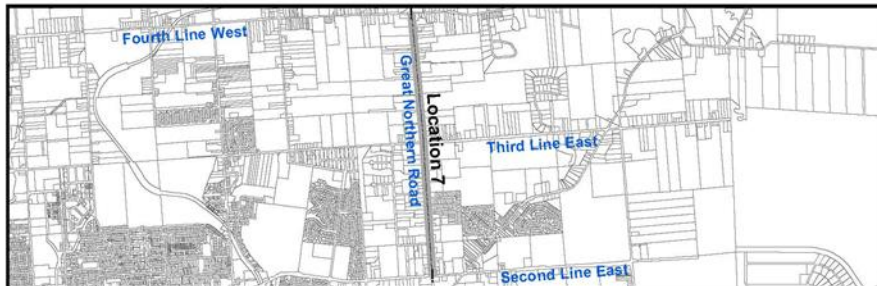 Fourth Line West
Great Northern Road
Location 7
Third Line East
Second Line East